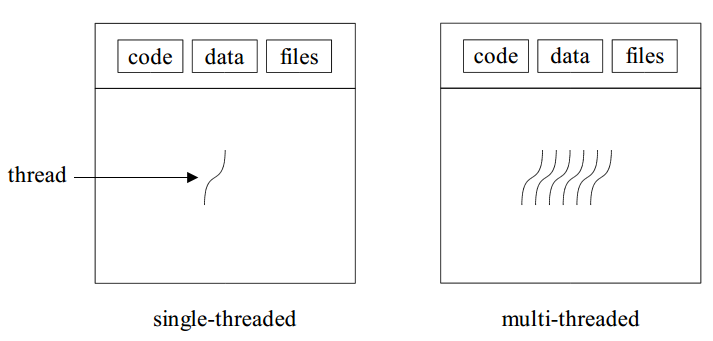 code data files
code data files
thread
single-threaded
multi-threaded